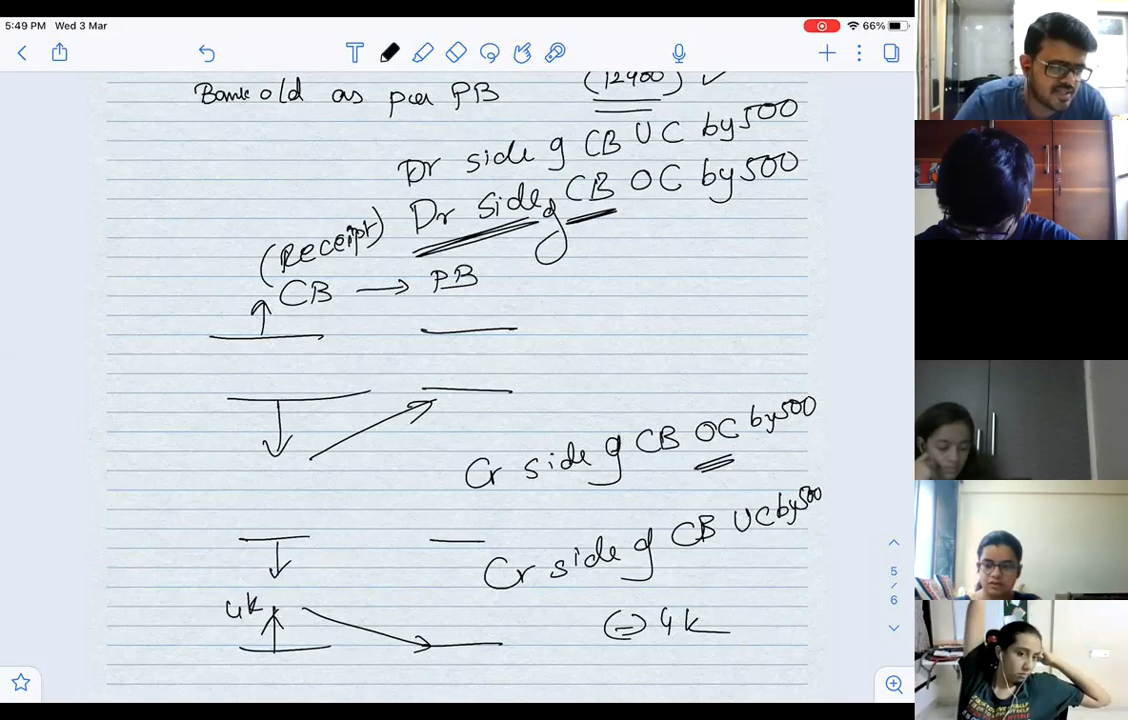 5:49 PM Wed 3 Mar
66%
T
(12400) ✓
Bank old as per PB
Dr side of CB UC by 500
Dr side of CB OC by 500
(Receipt)
CB → PB
Cr side of CB OC by 500
Cr side of CB UC by 500
4k
(-) 4k
5
/
6